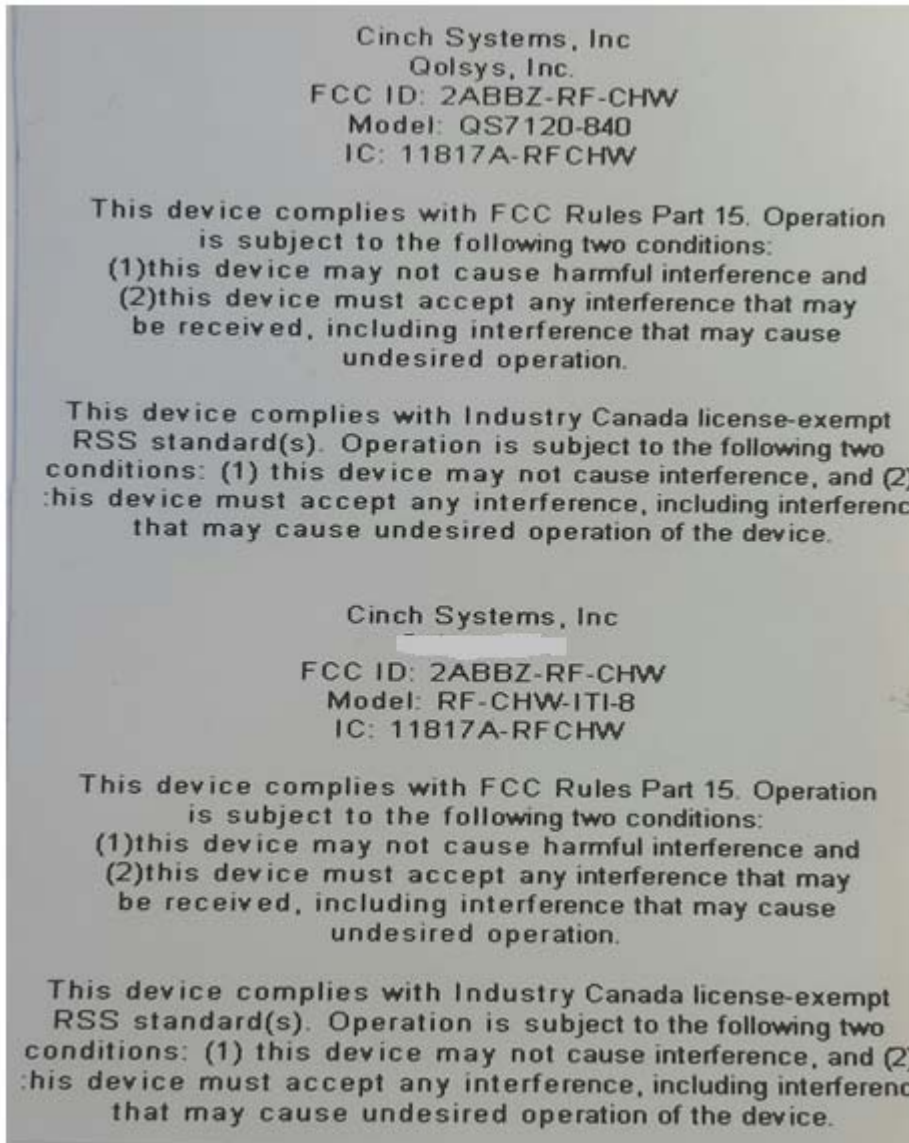 Cinch Systems, Inc
Qolsys, Inc.
FCC ID: 2ABBZ-RF-CHW
Model: QS7120-840
IC: 11817A-RFCHW
This device complies with FCC Rules Part 15. Operation
is subject to the following two conditions:
(1)this device may not cause harmful interference and
(2)this device must accept any interference that may
be received, including interference that may cause
undesired operation.
This device complies with Industry Canada license-exempt
RSS standard(s). Operation is subject to the following two
conditions: (1) this device may not cause interference, and (2)
:his device must accept any interference, including interferenc
that may cause undesired operation of the device.
Cinch Systems, Inc
FCC ID: 2ABBZ-RF-CHW
Model: RF-CHW-ITI-8
IC: 11817A-RFCHW
This device complies with FCC Rules Part 15. Operation
is subject to the following two conditions:
(1)this device may not cause harmful interference and
(2)this device must accept any interference that may
be received, including interference that may cause
undesired operation.
This device complies with Industry Canada license-exempt
RSS standard(s). Operation is subject to the following two
conditions: (1) this device may not cause interference, and (2)
:his device must accept any interference, including interferenc
that may cause undesired operation of the device.